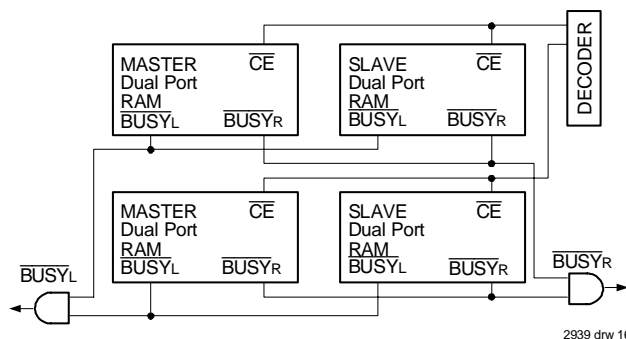 MASTER
Dual Port
RAM
BUSYL
CE
BUSYR
SLAVE
Dual Port
RAM
BUSYL
CE
BUSYR
DECODER
MASTER
Dual Port
RAM
BUSYL
CE
BUSYR
SLAVE
Dual Port
RAM
BUSYL
CE
BUSYR
BUSYL
BUSYR
2939 drw 16